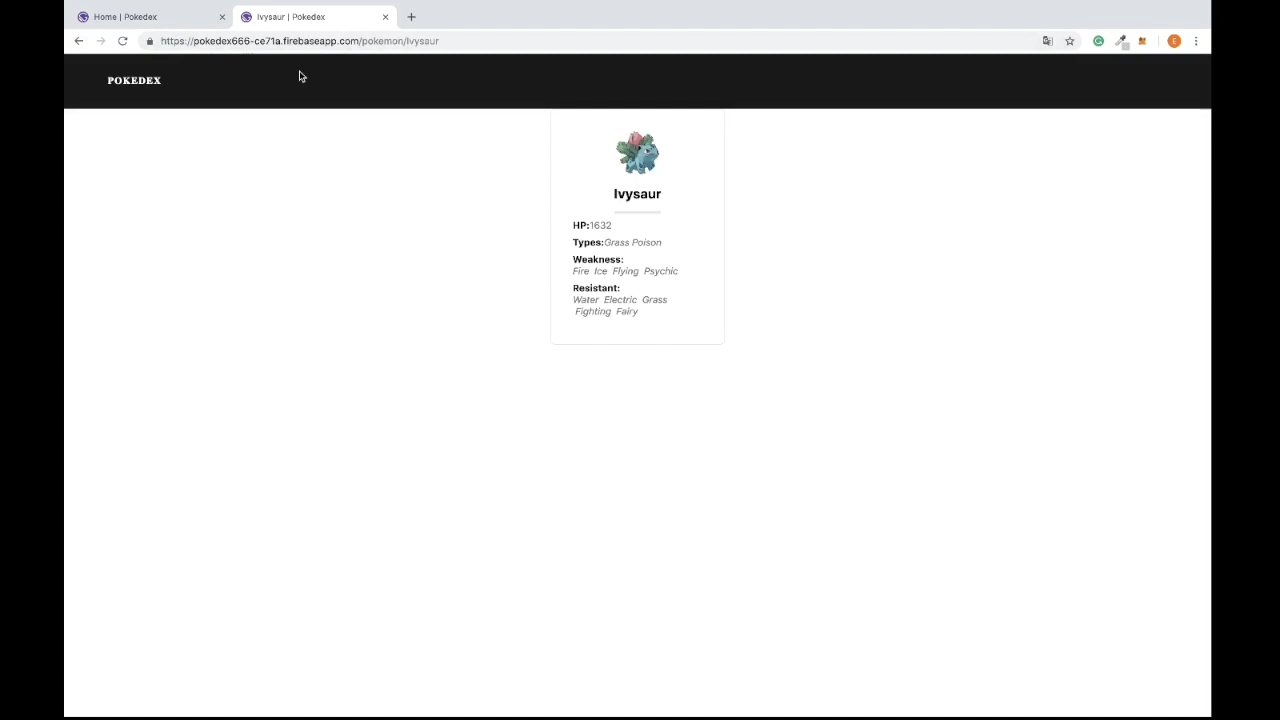 Home | Pokedex
Ivysaur | Pokedex
https://pokedex666-ce71a.firebaseapp.com/pokemon/Ivysaur
E
POKEDEX
Ivysaur
HP:1632
Types:Grass Poison
Weakness:
Fire Ice Flying Psychic
Resistant:
Water Electric Grass
Fighting Fairy